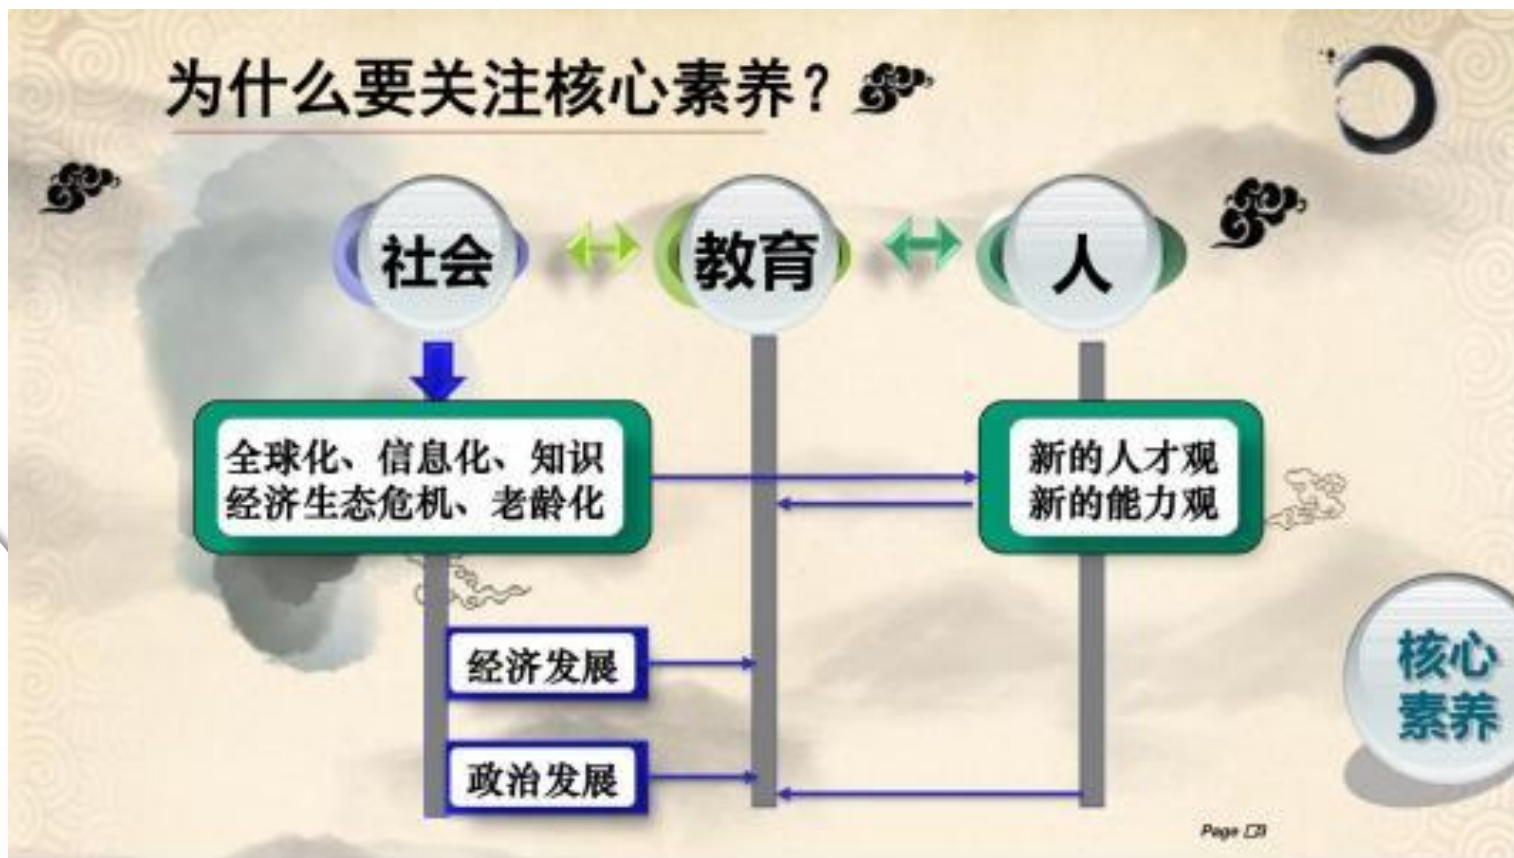 为什么要关注核心素养?
社会
教育
人
全球化、信息化、知识
经济生态危机、老龄化
新的人才观
新的能力观
经济发展
政治发展
核心
素养
Page